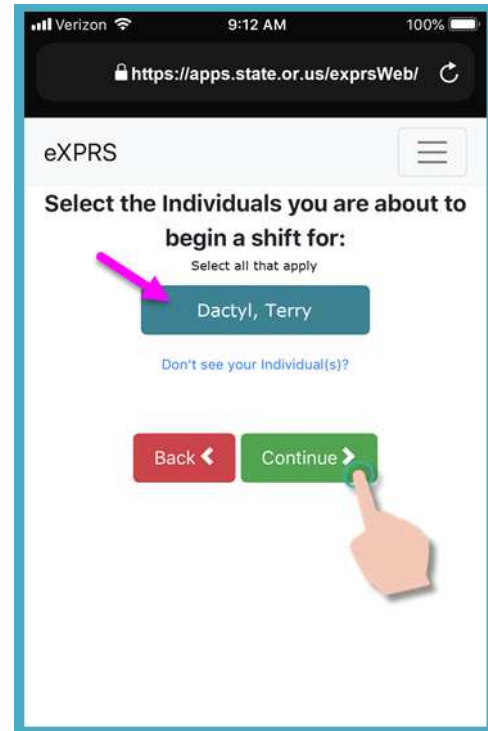 Verizon 9:12 AM 100%
https://apps.state.or.us/exprsWeb/
eXPRS
Select the Individuals you are about to
begin a shift for:
Select all that apply
Dactyl, Terry
Don't see your Individual(s)?
Back Continue